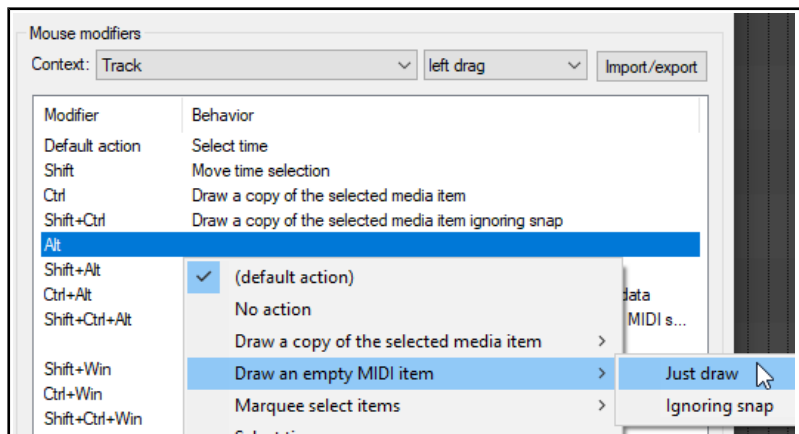 Mouse modifiers
Context: Track left drag Import/export
Modifier Behavior
Default action Select time
Shift Move time selection
Ctrl Draw a copy of the selected media item
Shift+Ctrl Draw a copy of the selected media item ignoring snap
Alt
Shift+Alt (default action)
Ctrl+Alt data
Shift+Ctrl+Alt No action MIDI s...
Draw a copy of the selected media item
Shift+Win Draw an empty MIDI item Just draw
Ctrl+Win
Shift+Ctrl+Win Marquee select items Ignoring snap